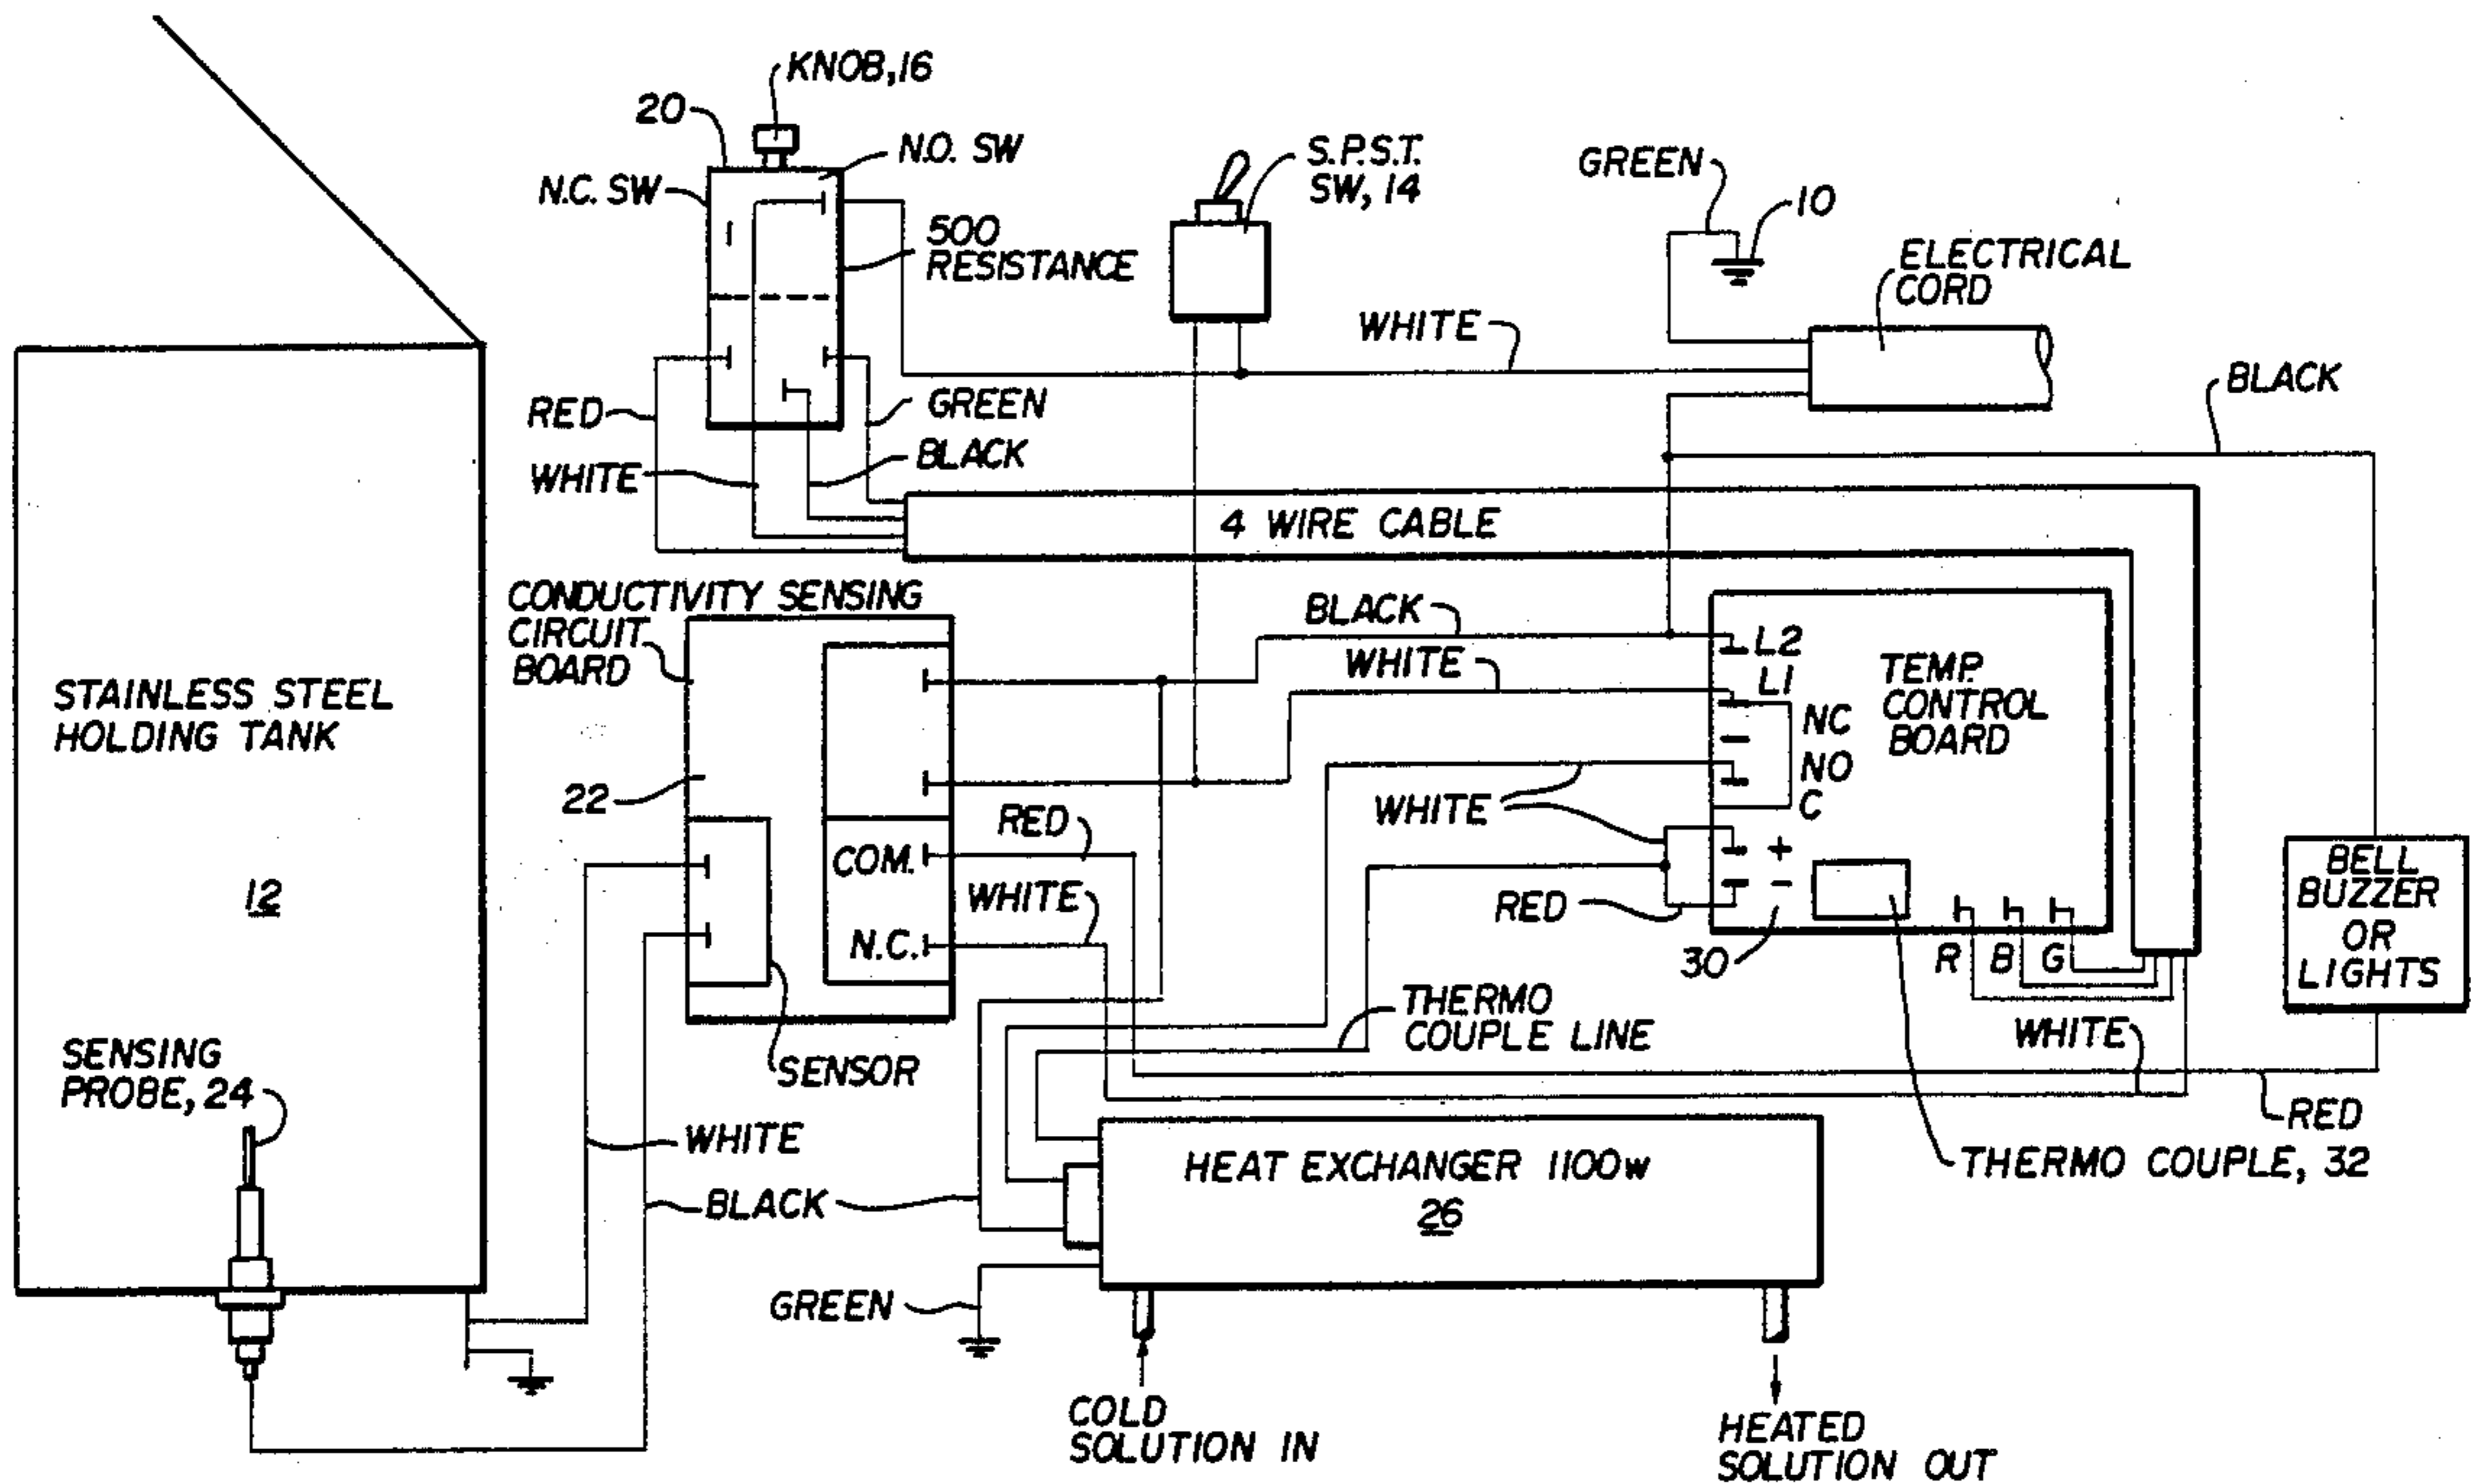 KNOB, 16
20
N.O. SW
N.C. SW
500
RESISTANCE
S.P.S.T.
SW, 14
GREEN
10
ELECTRICAL
CORD
WHITE
BLACK
RED
GREEN
BLACK
WHITE
4 WIRE CABLE
CONDUCTIVITY SENSING
CIRCUIT
BOARD
22
COM.
N.C.
SENSOR
STAINLESS STEEL
HOLDING TANK
12
SENSING
PROBE, 24
BLACK
WHITE
L2
L1
NC
NO
C
+
-
TEMP.
CONTROL
BOARD
WHITE
RED
30
R B G
RED
WHITE
BELL
BUZZER
OR
LIGHTS
THERMO
COUPLE LINE
WHITE
RED
THERMO COUPLE, 32
WHITE
BLACK
GREEN
HEAT EXCHANGER 1100w
26
COLD
SOLUTION IN
HEATED
SOLUTION OUT